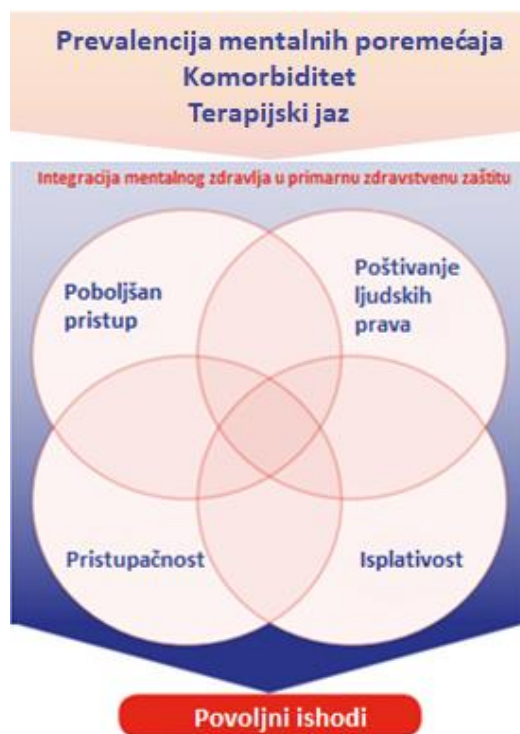 Prevalencija mentalnih poremećaja
Komorbiditet
Terapijski jaz
Integracija mentalnog zdravlja u primarnu zdravstvenu zaštitu
Poboljšan
pristup
Poštivanje
ljudskih
prava
Pristupačnost
Isplativost
Povoljni ishodi